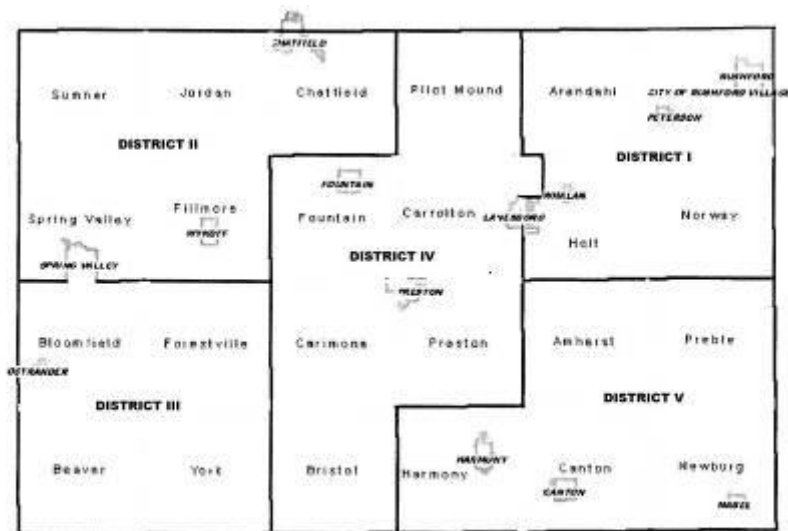 CHATFIELD
RUSHFORD
Sumner Jordan Chatfield Pilot Mound Arendahl CITY OF RUSHFORD VILLAGE
PETERSON
DISTRICT II
DISTRICT I
FOUNTAIN
WHALAN
Spring Valley Fillmore Fountain Carrolton LANESBORO Norway
WYKOFF
Holt
SPRING VALLEY
DISTRICT IV
PRESTON
Bloomfield Forestville Carimona Preston Amherst Preble
OSTRANDER
DISTRICT III
DISTRICT V
Beaver York Bristol Harmony HARMONY Canton Newburg
CANTON
MABEL